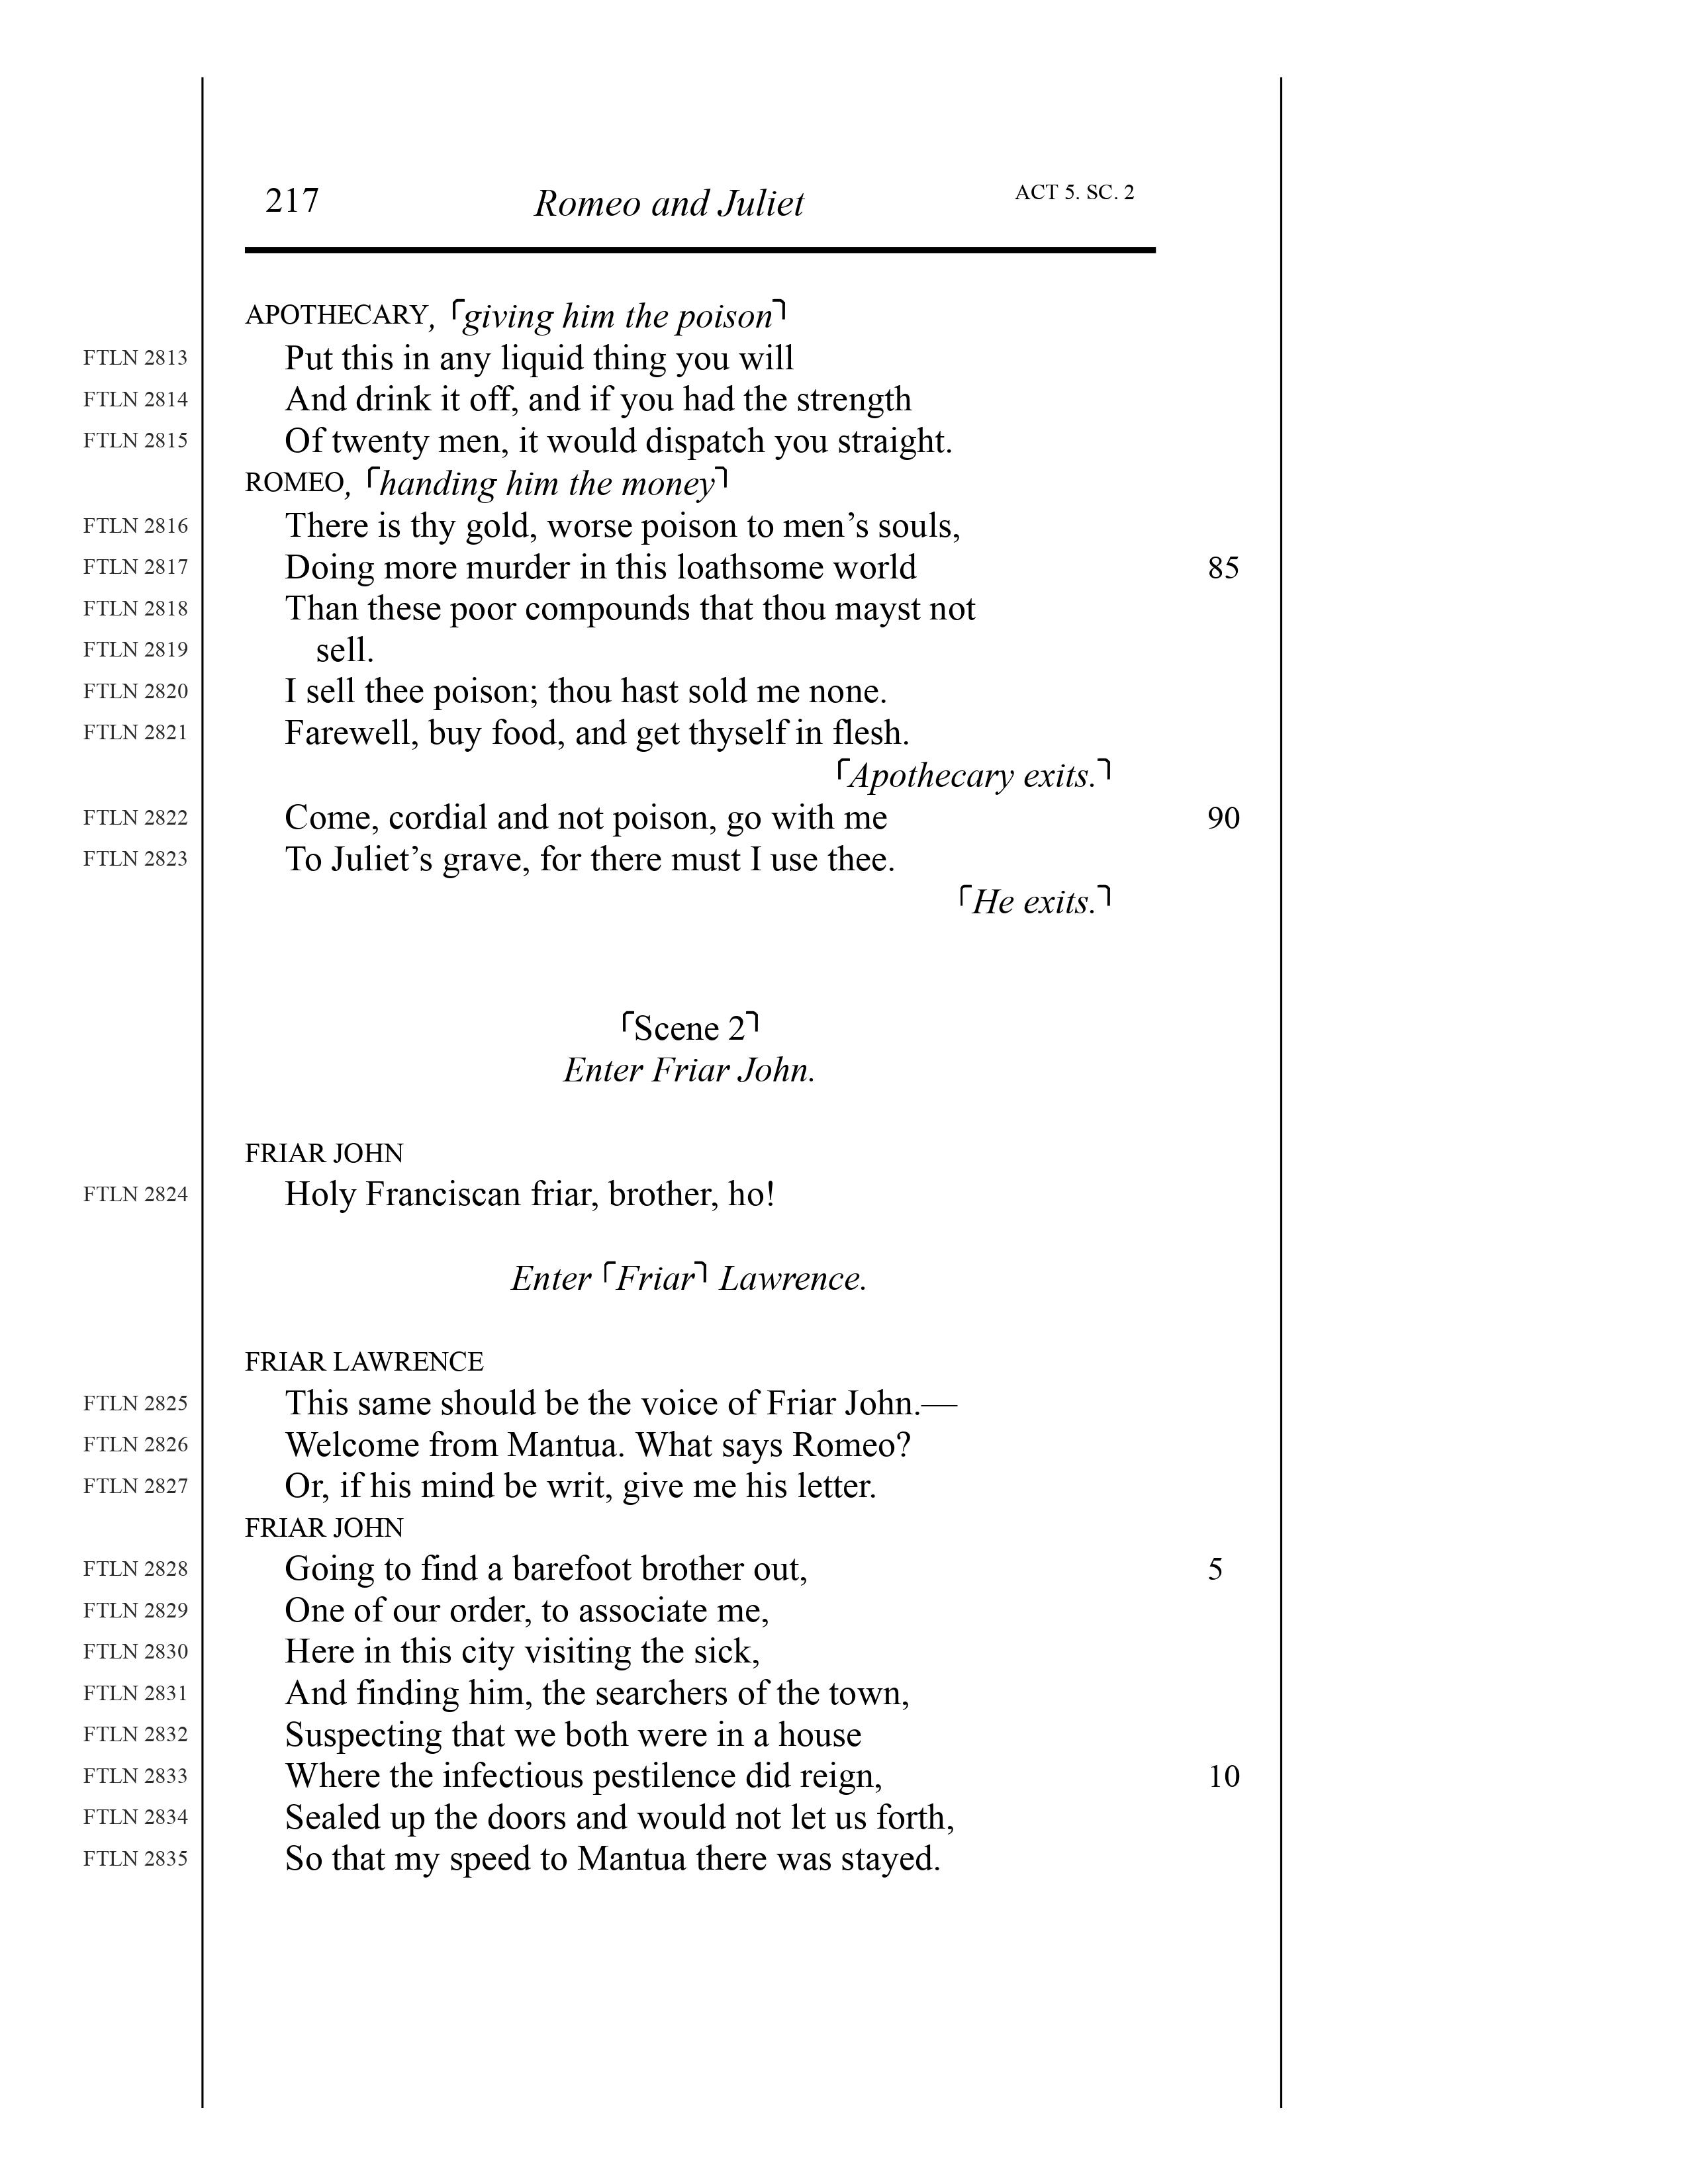 217 Romeo and Juliet ACT 5. SC. 2
APOTHECARY, ⌜giving him the poison⌝
FTLN 2813 Put this in any liquid thing you will
FTLN 2814 And drink it off, and if you had the strength
FTLN 2815 Of twenty men, it would dispatch you straight.
ROMEO, ⌜handing him the money⌝
FTLN 2816 There is thy gold, worse poison to men’s souls,
FTLN 2817 Doing more murder in this loathsome world 85
FTLN 2818 Than these poor compounds that thou mayst not
FTLN 2819 sell.
FTLN 2820 I sell thee poison; thou hast sold me none.
FTLN 2821 Farewell, buy food, and get thyself in flesh.
⌜Apothecary exits.⌝
FTLN 2822 Come, cordial and not poison, go with me 90
FTLN 2823 To Juliet’s grave, for there must I use thee.
⌜He exits.⌝
⌜Scene 2⌝
Enter Friar John.
FRIAR JOHN
FTLN 2824 Holy Franciscan friar, brother, ho!
Enter ⌜Friar⌝ Lawrence.
FRIAR LAWRENCE
FTLN 2825 This same should be the voice of Friar John.—
FTLN 2826 Welcome from Mantua. What says Romeo?
FTLN 2827 Or, if his mind be writ, give me his letter.
FRIAR JOHN
FTLN 2828 Going to find a barefoot brother out, 5
FTLN 2829 One of our order, to associate me,
FTLN 2830 Here in this city visiting the sick,
FTLN 2831 And finding him, the searchers of the town,
FTLN 2832 Suspecting that we both were in a house
FTLN 2833 Where the infectious pestilence did reign, 10
FTLN 2834 Sealed up the doors and would not let us forth,
FTLN 2835 So that my speed to Mantua there was stayed.